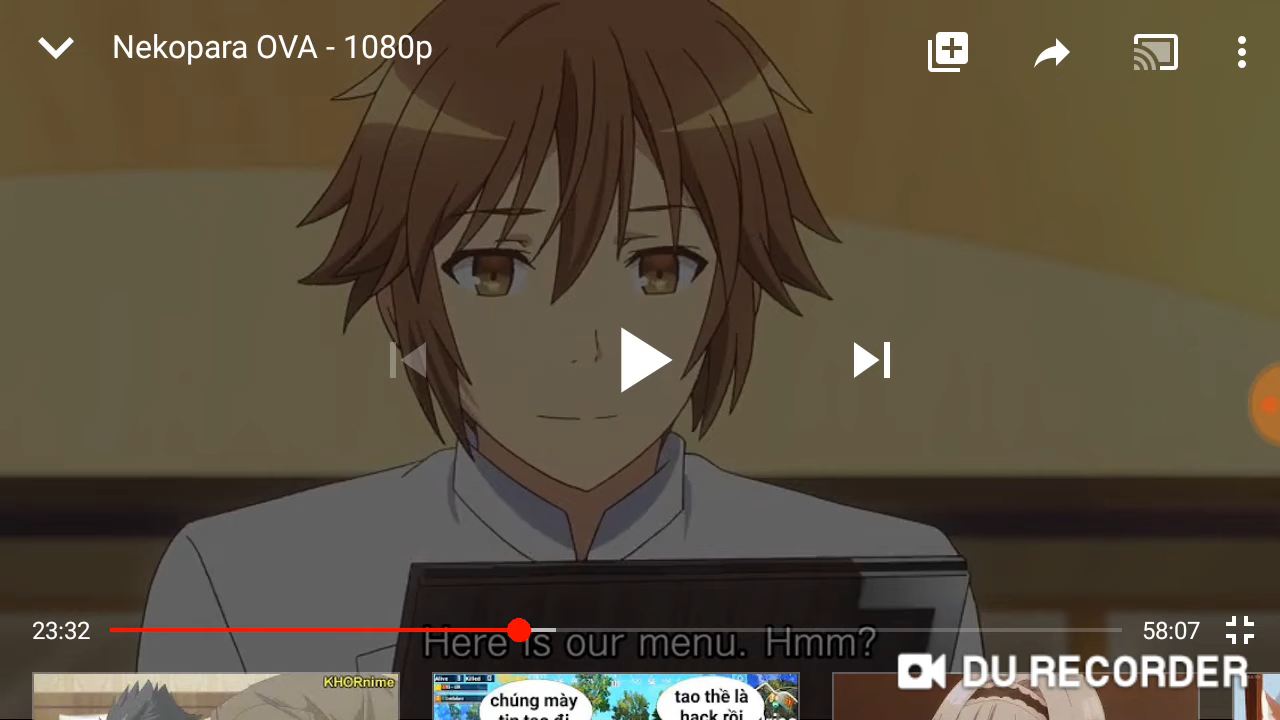 Nekopara OVA - 1080p
23:32
58:07
Here is our menu. Hmm?
DU RECORDER
KHORnime
chúng mày
tao thề là
hack rồi